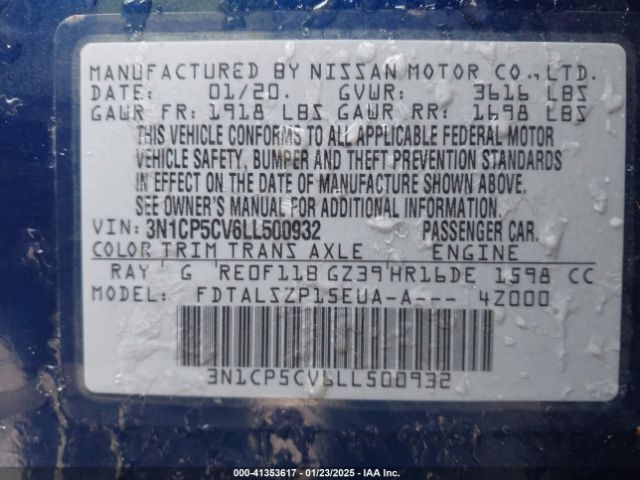 MANUFACTURED BY NISSAN MOTOR CO., LTD.
DATE: 01/20. GVWR: 3616 LBS
GAWR FR: 1918 LBS GAWR RR: 1698 LBS
THIS VEHICLE CONFORMS TO ALL APPLICABLE FEDERAL MOTOR
VEHICLE SAFETY, BUMPER AND THEFT PREVENTION STANDARDS
IN EFFECT ON THE DATE OF MANUFACTURE SHOWN ABOVE.
SEE OWNER'S MANUAL FOR ADDITIONAL INFORMATION.
VIN: 3N1CP5CV6LL500932 PASSENGER CAR.
COLOR TRIM TRANS AXLE ENGINE
RAY G RE0F11B GZ39 HR16DE 1598 CC
MODEL: FDTALSZP15EUA-A--- 4Z000
3N1CP5CV6LL500932
000-41353617 - 01/23/2025 - IAA Inc.